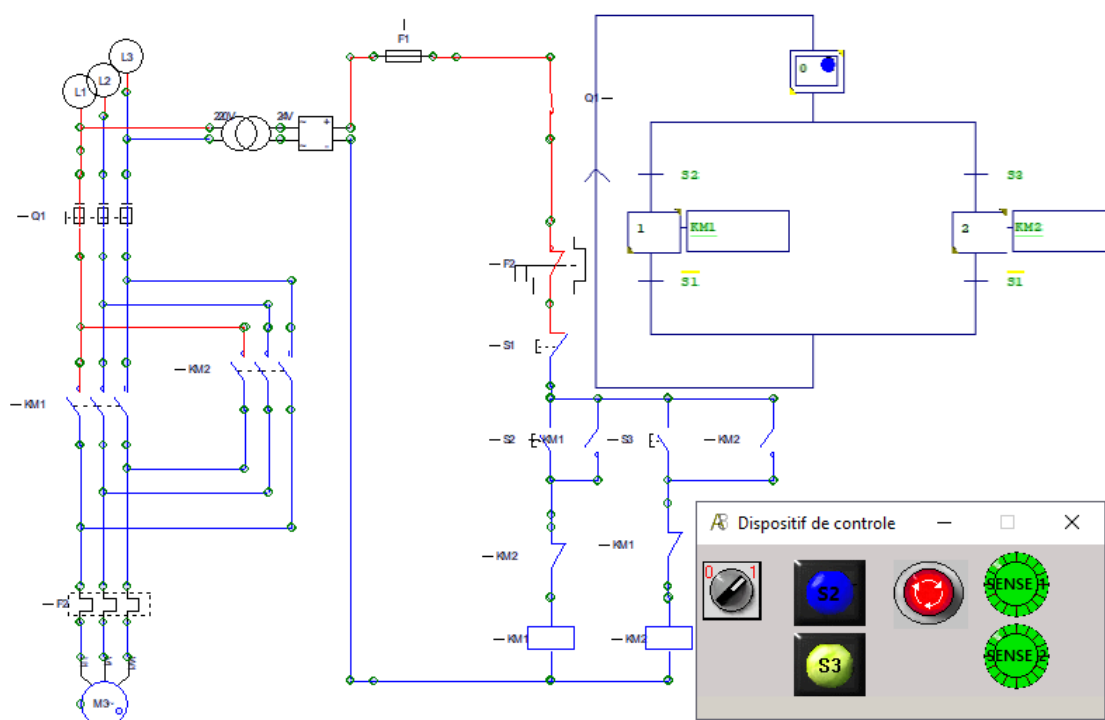 F1
L3
L2
L1
220V
24V
+
-
Q1
Q1
0
S2
S3
1
KM1
2
KM2
S1
S1
F2
S1
KM2
KM1
S2
KM1
S3
KM2
KM2
KM1
KM1
KM2
F2
M3~
Dispositif de controle
0
1
S2
S3
SENSE 1
SENSE 2